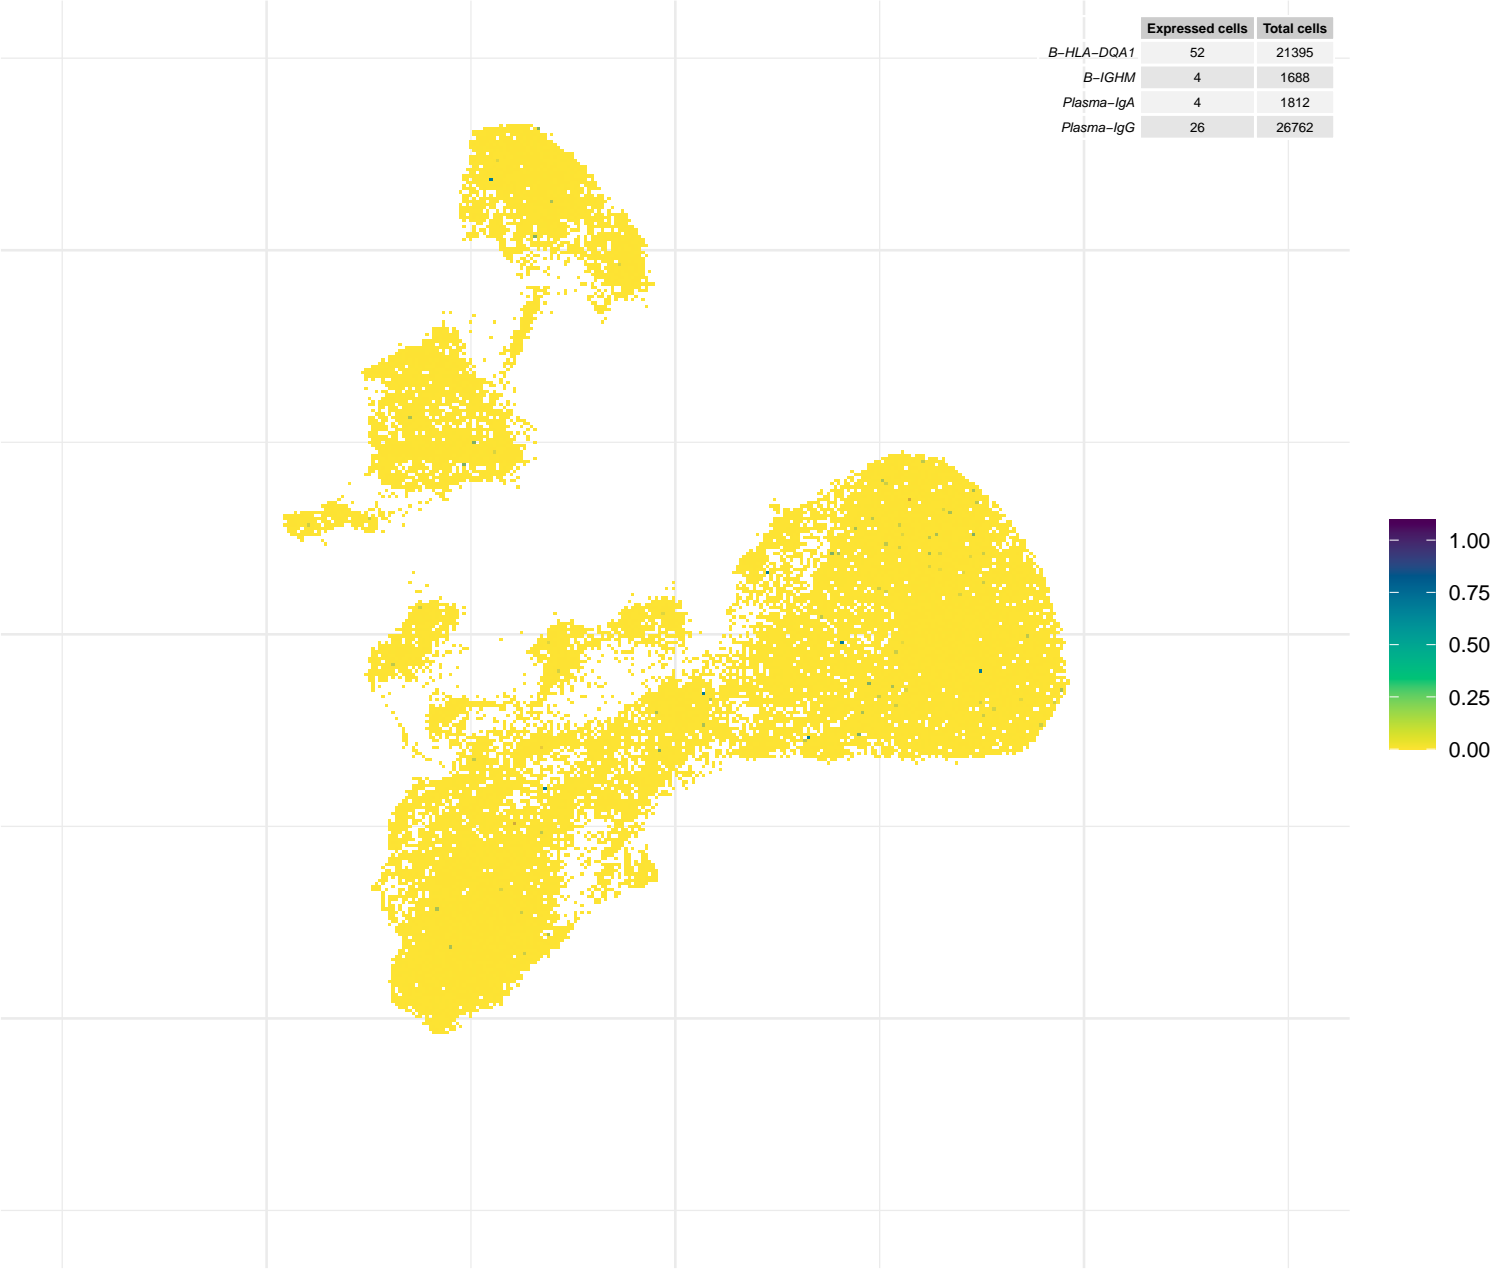 Expressed cells Total cells
B−HLA−DQA1 52 21395
B−IGHM 4 1688
Plasma−IgA 4 1812
Plasma−IgG 26 26762
1.00
0.75
0.50
0.25
0.00